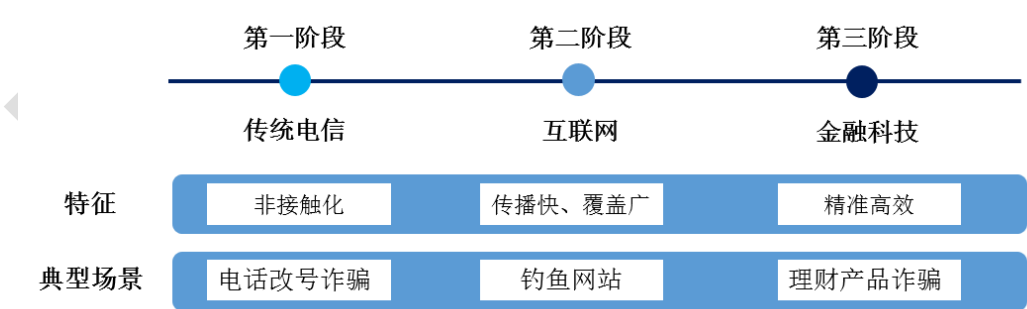 第一阶段 第二阶段 第三阶段
传统电信 互联网 金融科技
特征 非接触化 传播快、覆盖广 精准高效
典型场景 电话改号诈骗 钓鱼网站 理财产品诈骗